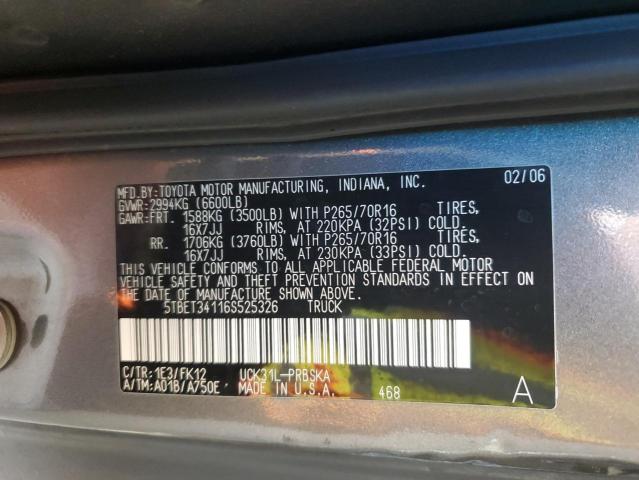 MFD.BY:TOYOTA MOTOR MANUFACTURING, INDIANA, INC. 02/06
GVWR:2994KG (6600LB)
GAWR:FRT. 1588KG (3500LB) WITH P265/70R16 TIRES,
16X7JJ RIMS, AT 220KPA (32PSI) COLD.
RR. 1706KG (3760LB) WITH P265/70R16 TIRES,
16X7JJ RIMS, AT 230KPA (33PSI) COLD.
THIS VEHICLE CONFORMS TO ALL APPLICABLE FEDERAL MOTOR
VEHICLE SAFETY AND THEFT PREVENTION STANDARDS IN EFFECT ON
THE DATE OF MANUFACTURE SHOWN ABOVE.
5TBET34116S525326 TRUCK
C/TR:1E3/FK12 UCK31L-PRBSKA
A/TM:A01B/A750E MADE IN U.S.A. 468 A